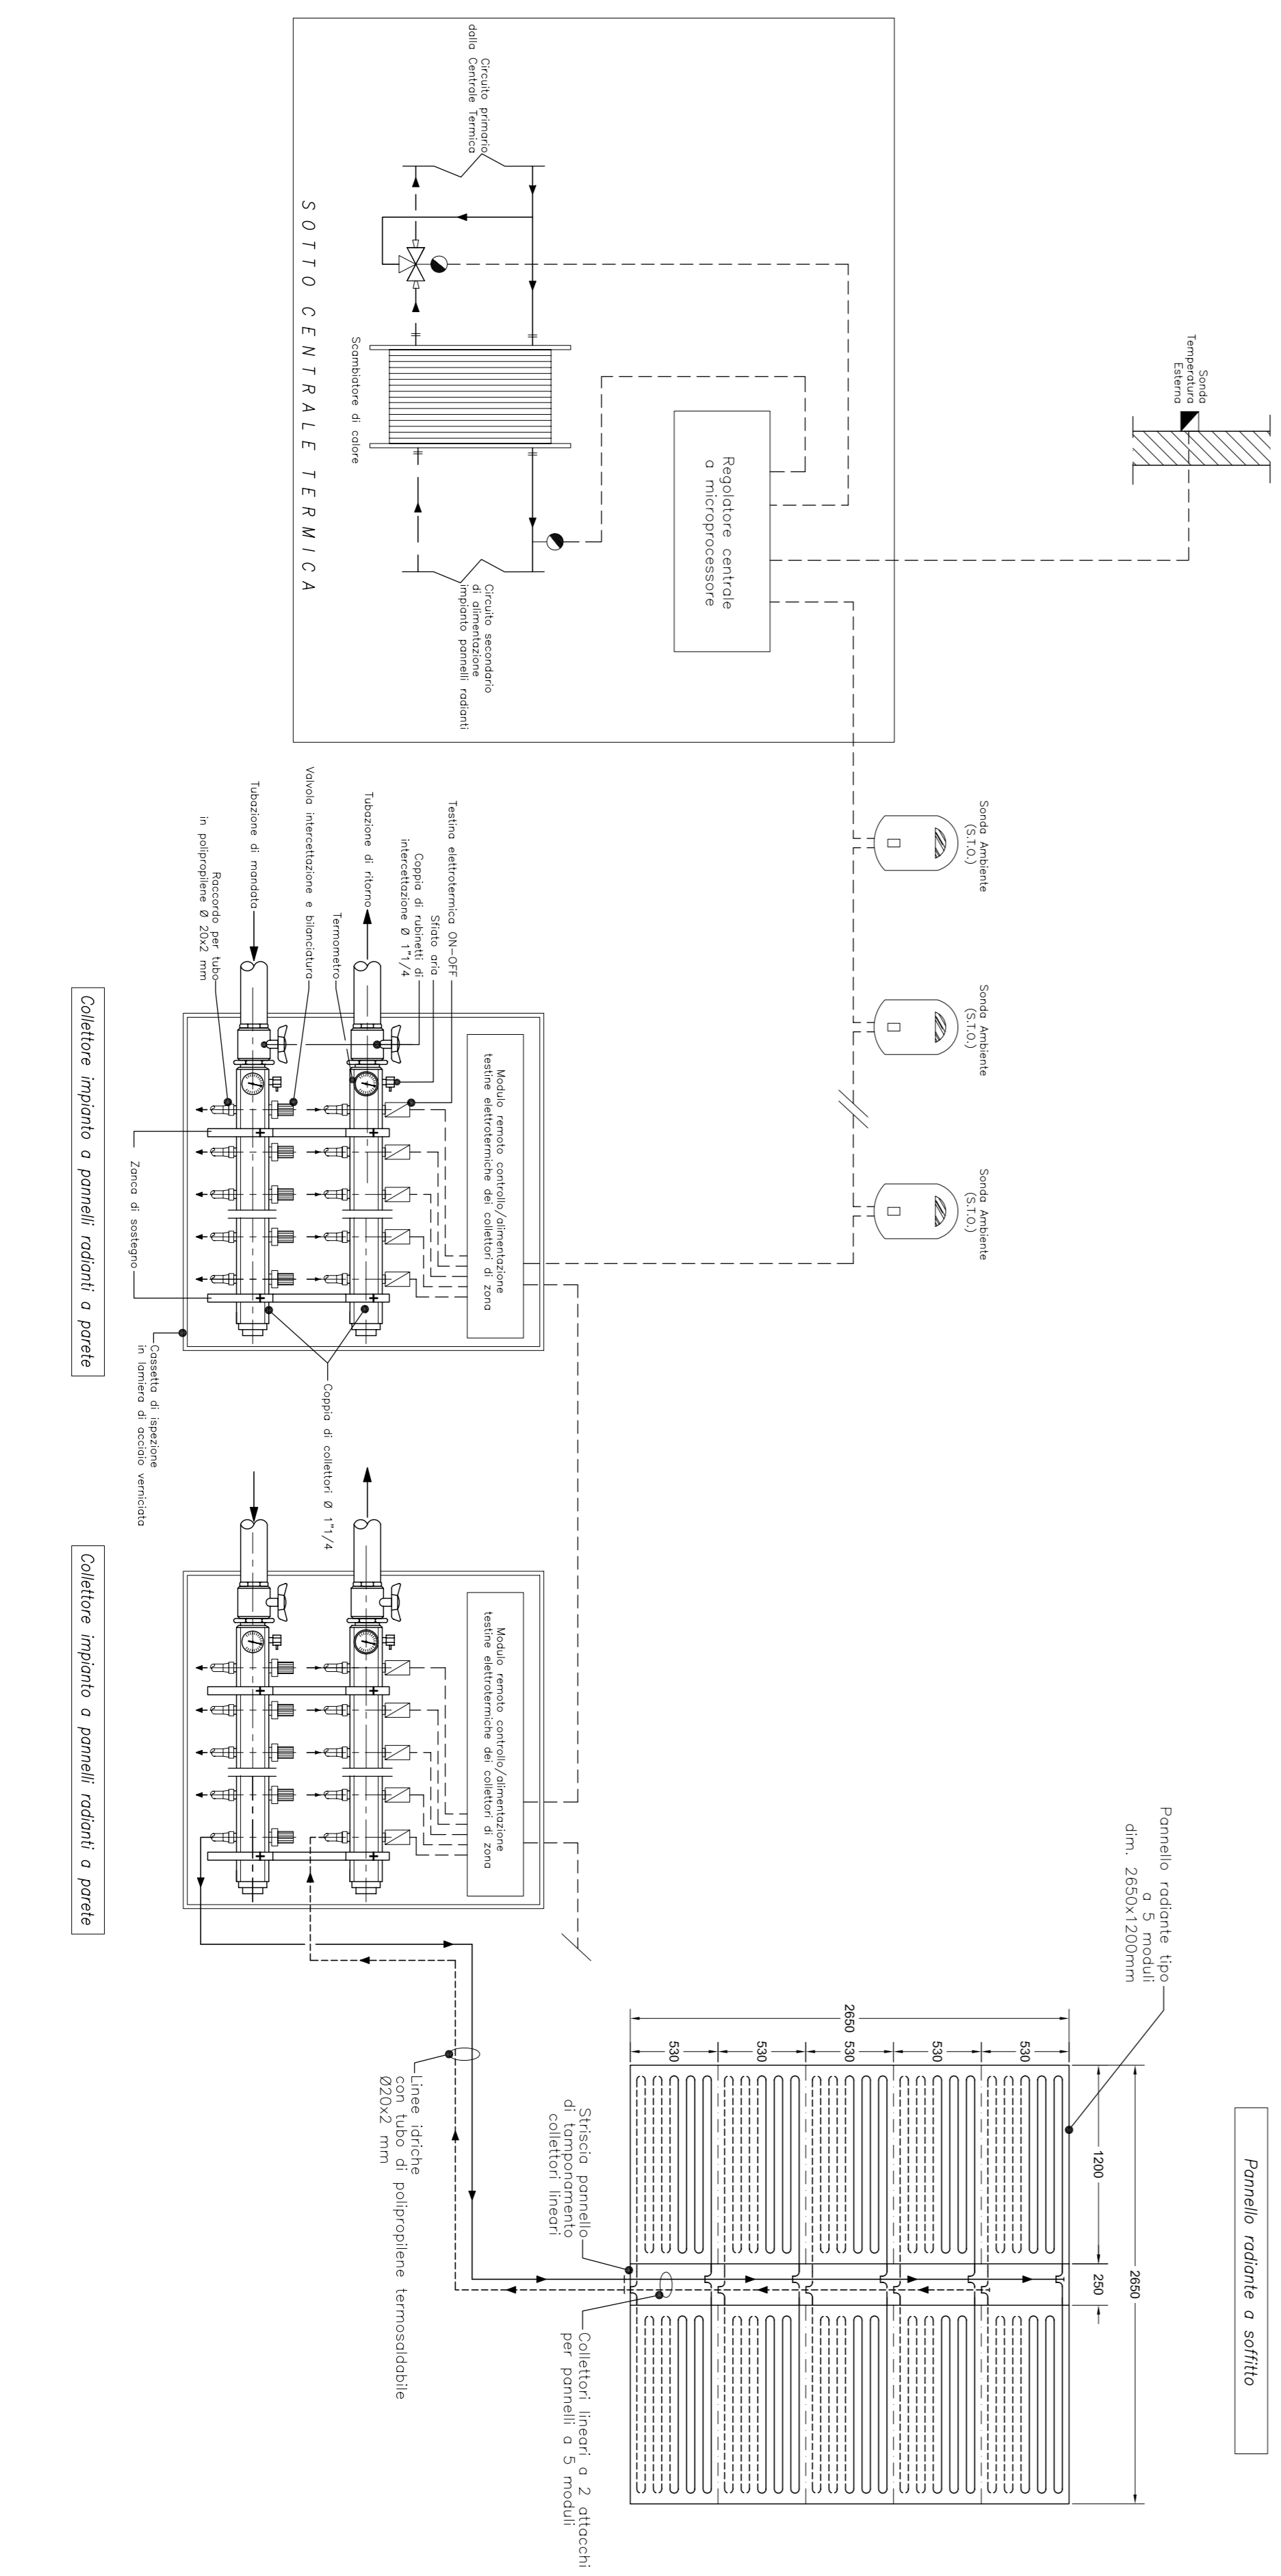 Sonda
Temperatura
Esterna
Circuito primario
dalla Centrale Termica
Scambiatore di calore
SOTTO CENTRALE TERMICA
Regolatore centrale
a microprocessore
Circuito secondario
di alimentazione
impianto pannelli radianti
Sonda Ambiente
(S.T.O.)
Sonda Ambiente
(S.T.O.)
Sonda Ambiente
(S.T.O.)
Testina elettrotermica ON-OFF
Sfiato aria
Coppia di rubinetti di
intercettazione Ø 1"1/4
Tubazione di ritorno
Termometro
Valvola intercettazione e bilanciatura
Tubazione di mandata
Raccordo per tubo
in polipropilene Ø 20x2 mm
Modulo remoto controllo/alimentazione
testine elettrotermiche dei collettori di zona
Zanca di sostegno
Coppia di collettori Ø 1"1/4
Cassetta di ispezione
in lamiera di acciaio verniciata
Collettore impianto a pannelli radianti a parete
Modulo remoto controllo/alimentazione
testine elettrotermiche dei collettori di zona
Collettore impianto a pannelli radianti a parete
Pannello radiante a soffitto
Pannello radiante tipo
a 5 moduli
dim. 2650x1200mm
2650
1200
250
2650
530
530
530
530
530
Striscia pannello
di tamponamento
collettori lineari
Collettori lineari a 2 attacchi
per pannelli a 5 moduli
Linee idriche
con tubo di polipropilene termosaldabile
Ø20x2 mm